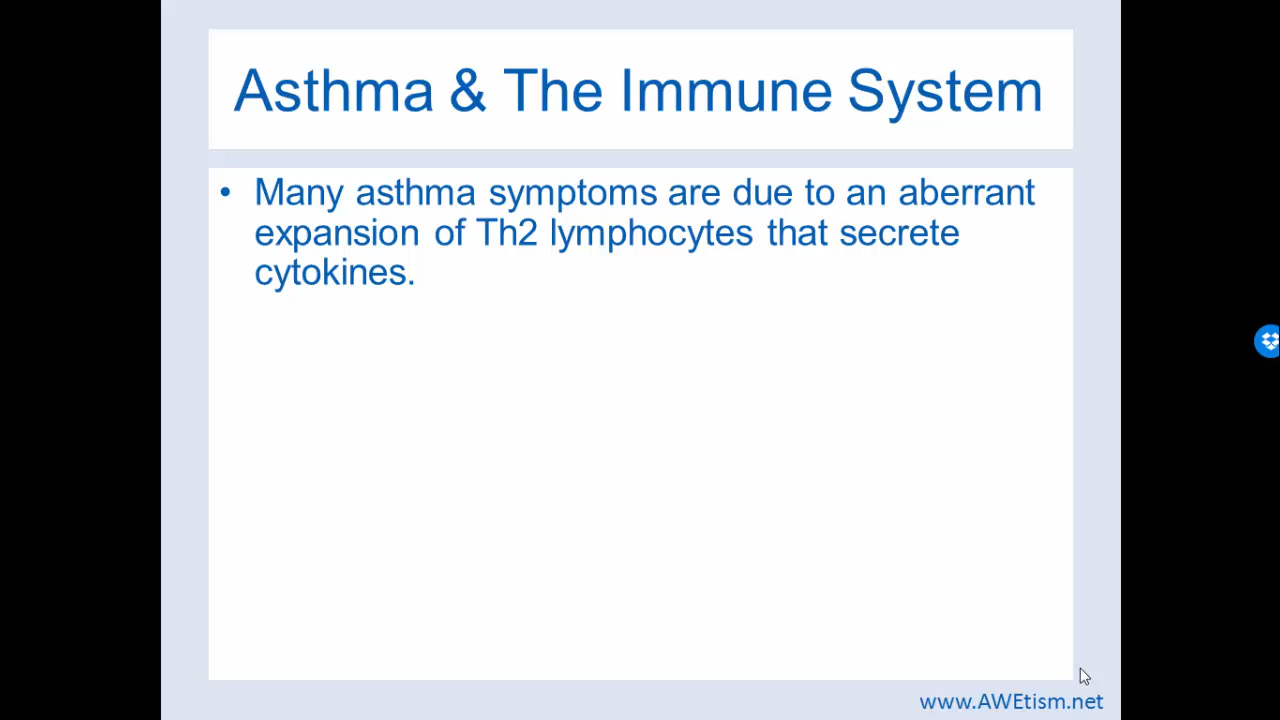 Asthma & The Immune System
• Many asthma symptoms are due to an aberrant
expansion of Th2 lymphocytes that secrete
cytokines.
www.AWEtism.net